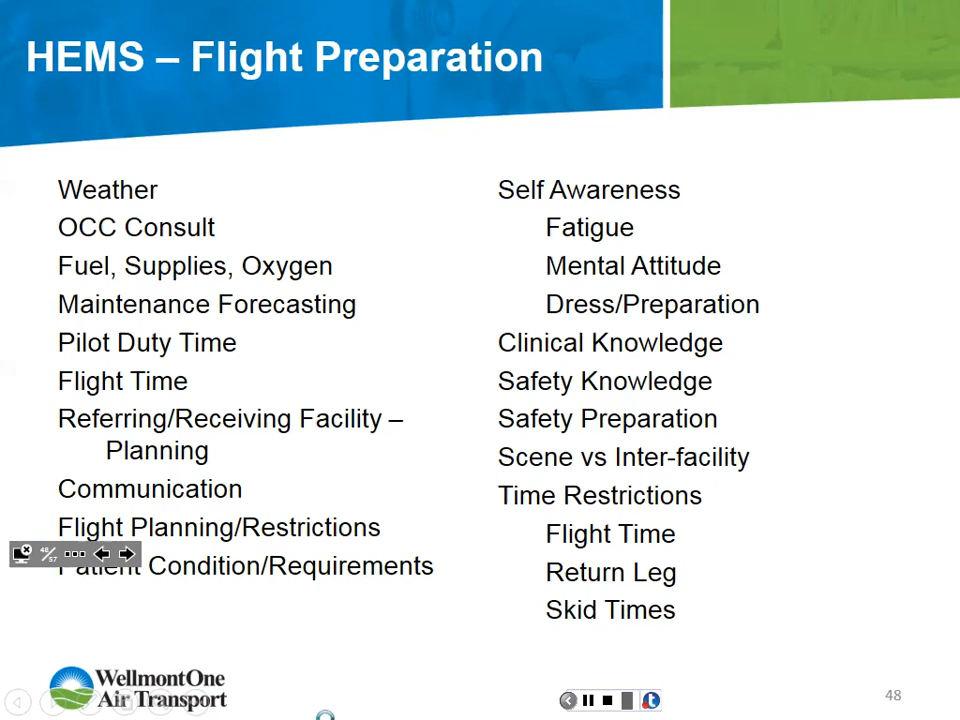 HEMS – Flight Preparation
Weather
OCC Consult
Fuel, Supplies, Oxygen
Maintenance Forecasting
Pilot Duty Time
Flight Time
Referring/Receiving Facility –
Planning
Communication
Flight Planning/Restrictions
Patient Condition/Requirements
Self Awareness
Fatigue
Mental Attitude
Dress/Preparation
Clinical Knowledge
Safety Knowledge
Safety Preparation
Scene vs Inter-facility
Time Restrictions
Flight Time
Return Leg
Skid Times
48/57
WellmontOne
Air Transport
48